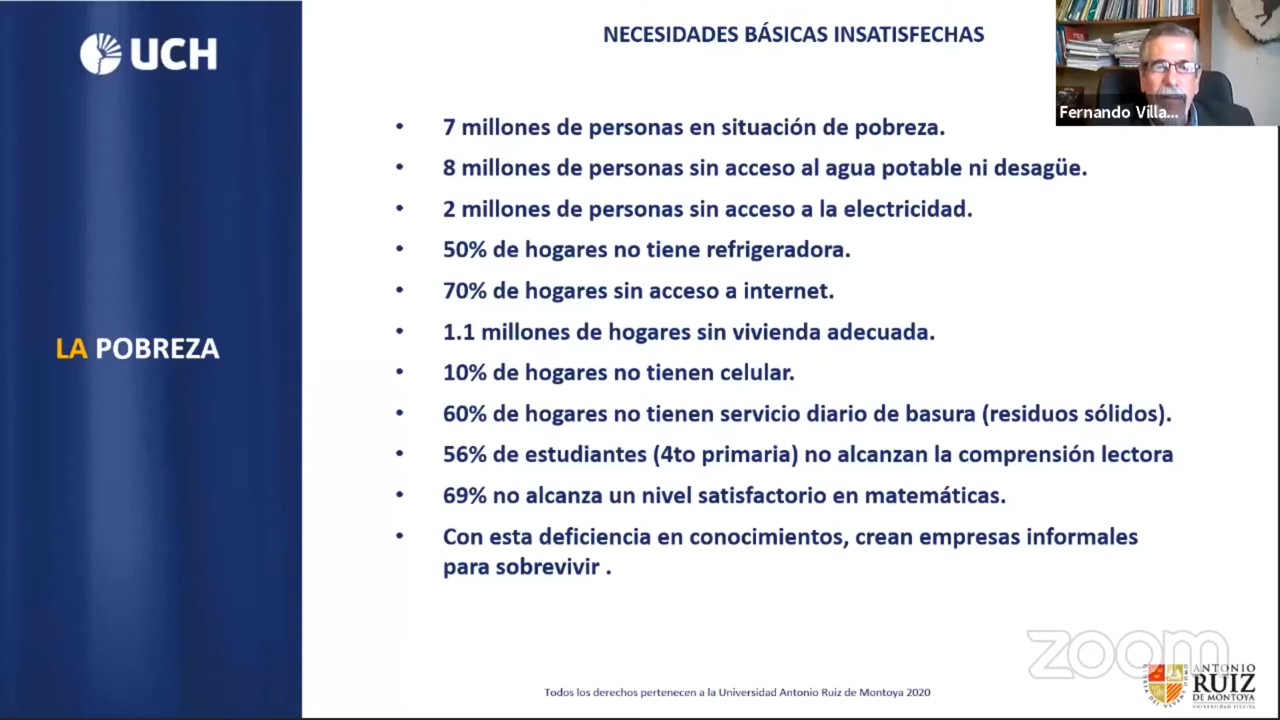 UCH
NECESIDADES BÁSICAS INSATISFECHAS
Fernando Villa...
LA POBREZA
• 7 millones de personas en situación de pobreza.
• 8 millones de personas sin acceso al agua potable ni desagüe.
• 2 millones de personas sin acceso a la electricidad.
• 50% de hogares no tiene refrigeradora.
• 70% de hogares sin acceso a internet.
• 1.1 millones de hogares sin vivienda adecuada.
• 10% de hogares no tienen celular.
• 60% de hogares no tienen servicio diario de basura (residuos sólidos).
• 56% de estudiantes (4to primaria) no alcanzan la comprensión lectora
• 69% no alcanza un nivel satisfactorio en matemáticas.
• Con esta deficiencia en conocimientos, crean empresas informales
para sobrevivir .
zoom
Todos los derechos pertenecen a la Universidad Antonio Ruiz de Montoya 2020
ANTONIO
RUIZ
DE MONTOYA
UNIVERSIDAD JESUITA